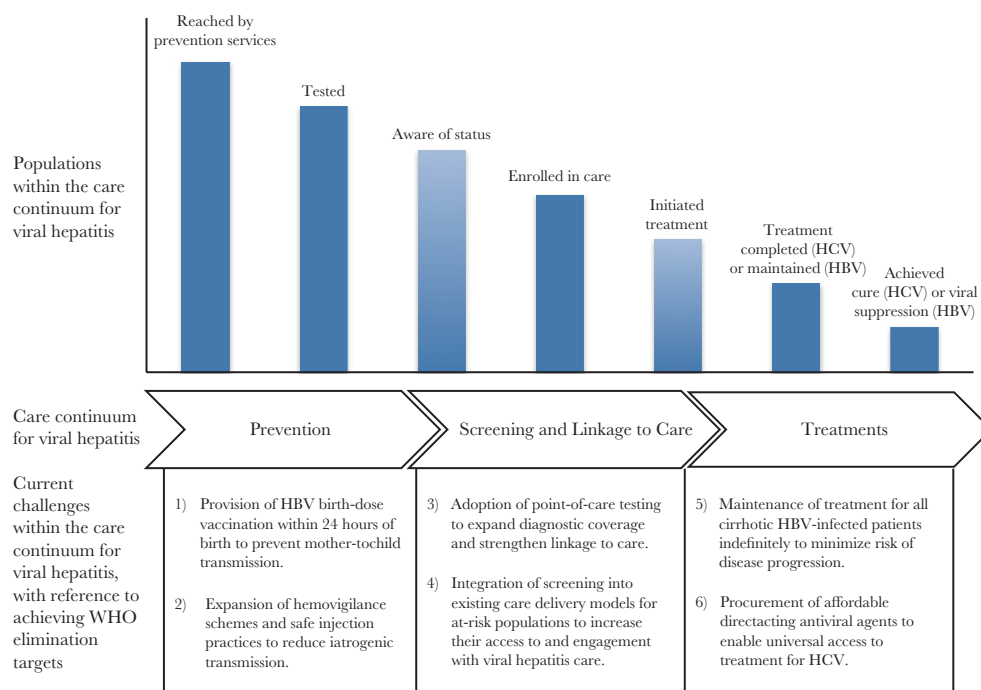 Reached by
prevention services
Tested
Aware of status
Enrolled in care
Initiated
treatment
Treatment
completed (HCV)
or maintained (HBV)
Achieved
cure (HCV) or viral
suppression (HBV)
Populations
within the care
continuum for
viral hepatitis
Care continuum
for viral hepatitis
Prevention
Screening and Linkage to Care
Treatments
Current
challenges
within the care
continuum for
viral hepatitis,
with reference to
achieving WHO
elimination
targets
1) Provision of HBV birth-dose
vaccination within 24 hours of
birth to prevent mother-tochild
transmission.
2) Expansion of hemovigilance
schemes and safe injection
practices to reduce iatrogenic
transmission.
3) Adoption of point-of-care testing
to expand diagnostic coverage
and strengthen linkage to care.
4) Integration of screening into
existing care delivery models for
at-risk populations to increase
their access to and engagement
with viral hepatitis care.
5) Maintenance of treatment for all
cirrhotic HBV-infected patients
indefinitely to minimize risk of
disease progression.
6) Procurement of affordable
directacting antiviral agents to
enable universal access to
treatment for HCV.